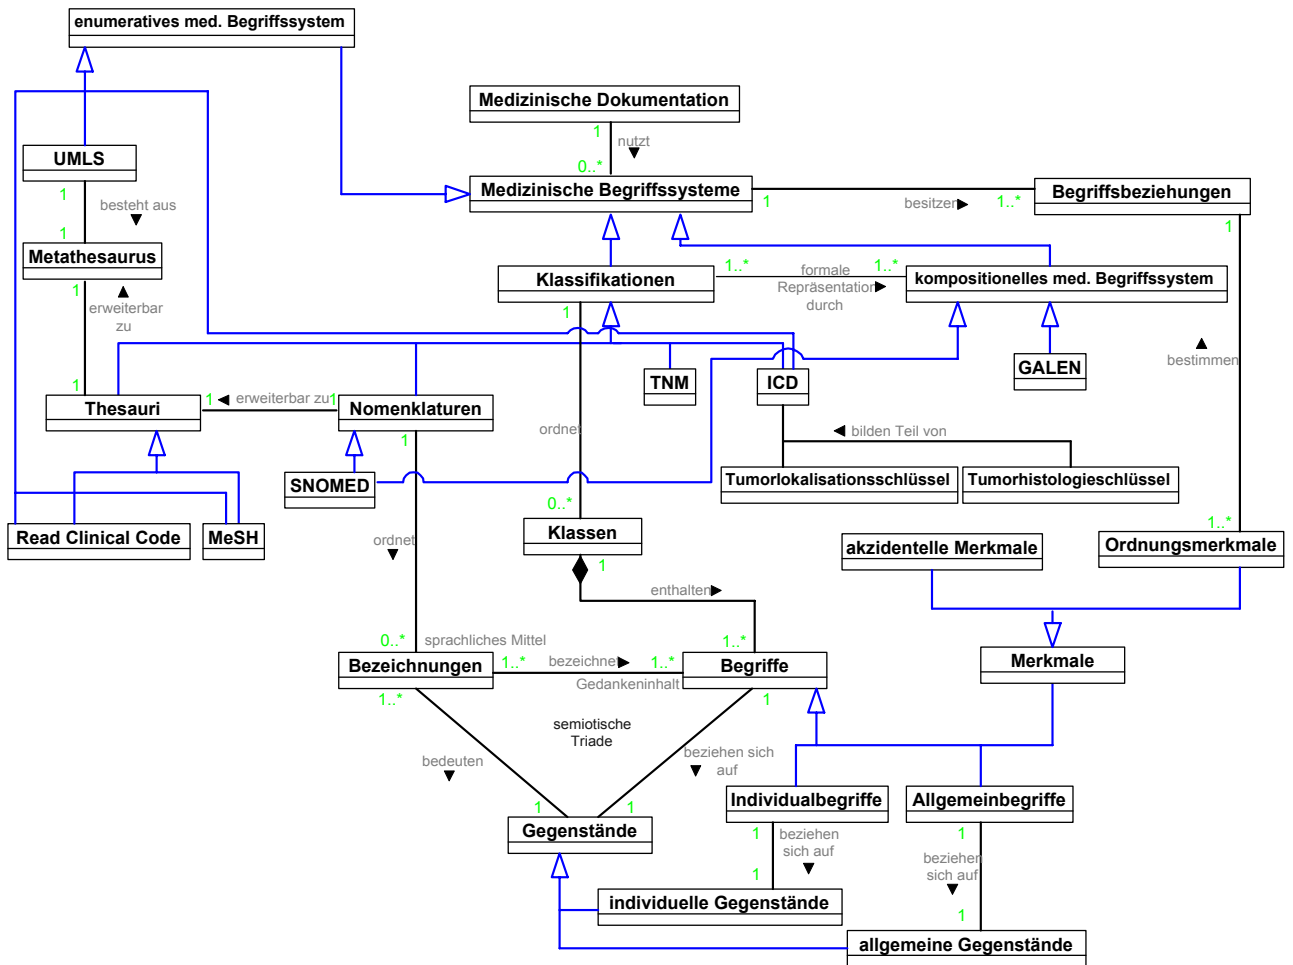 enumeratives med. Begriffssystem
Medizinische Dokumentation
1
nutzt
0..*
UMLS
1
besteht aus
1
Metathesaurus
1
erweiterbar
zu
1
Medizinische Begriffssysteme
1
besitzen
1..*
Begriffsbeziehungen
1
Klassifikationen
1
1..*
formale
Repräsentation
durch
1..*
kompositionelles med. Begriffssystem
bestimmen
GALEN
TNM
ICD
Thesauri
1
erweiterbar zu
1
Nomenklaturen
1
ordnet
bilden Teil von
SNOMED
Tumorlokalisationsschlüssel
Tumorhistologieschlüssel
0..*
1..*
Read Clinical Code
MeSH
ordnet
Klassen
1
akzidentelle Merkmale
Ordnungsmerkmale
enthalten
0..*
sprachliches Mittel
1..*
Bezeichnungen
1..*
bezeichnet
1..*
Begriffe
Merkmale
Gedankeninhalt
1..*
1
semiotische
Triade
bedeuten
beziehen sich
auf
Individualbegriffe
Allgemeinbegriffe
1
1
Gegenstände
1
beziehen
sich auf
1
1
beziehen
sich auf
1
individuelle Gegenstände
allgemeine Gegenstände